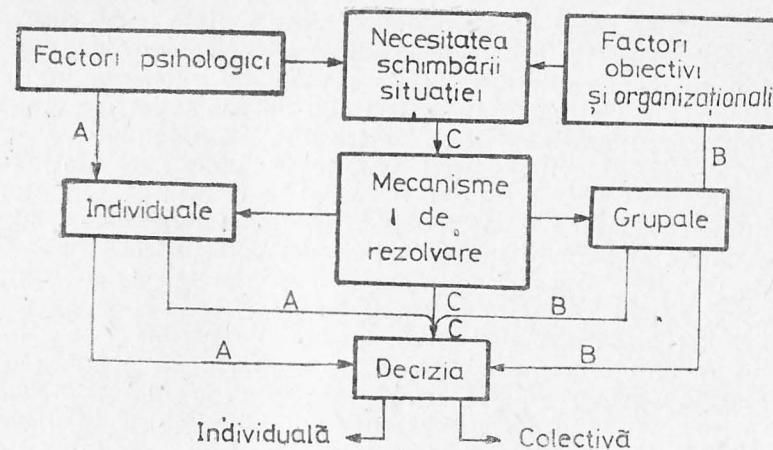 Factori psihologici
Necesitatea
schimbării
situației
Factori
obiectivi
și organizaționali
A
C
B
Individuale
Mecanisme
de
rezolvare
Grupale
A
C
B
C
A
B
Decizia
Individuală
Colectivă